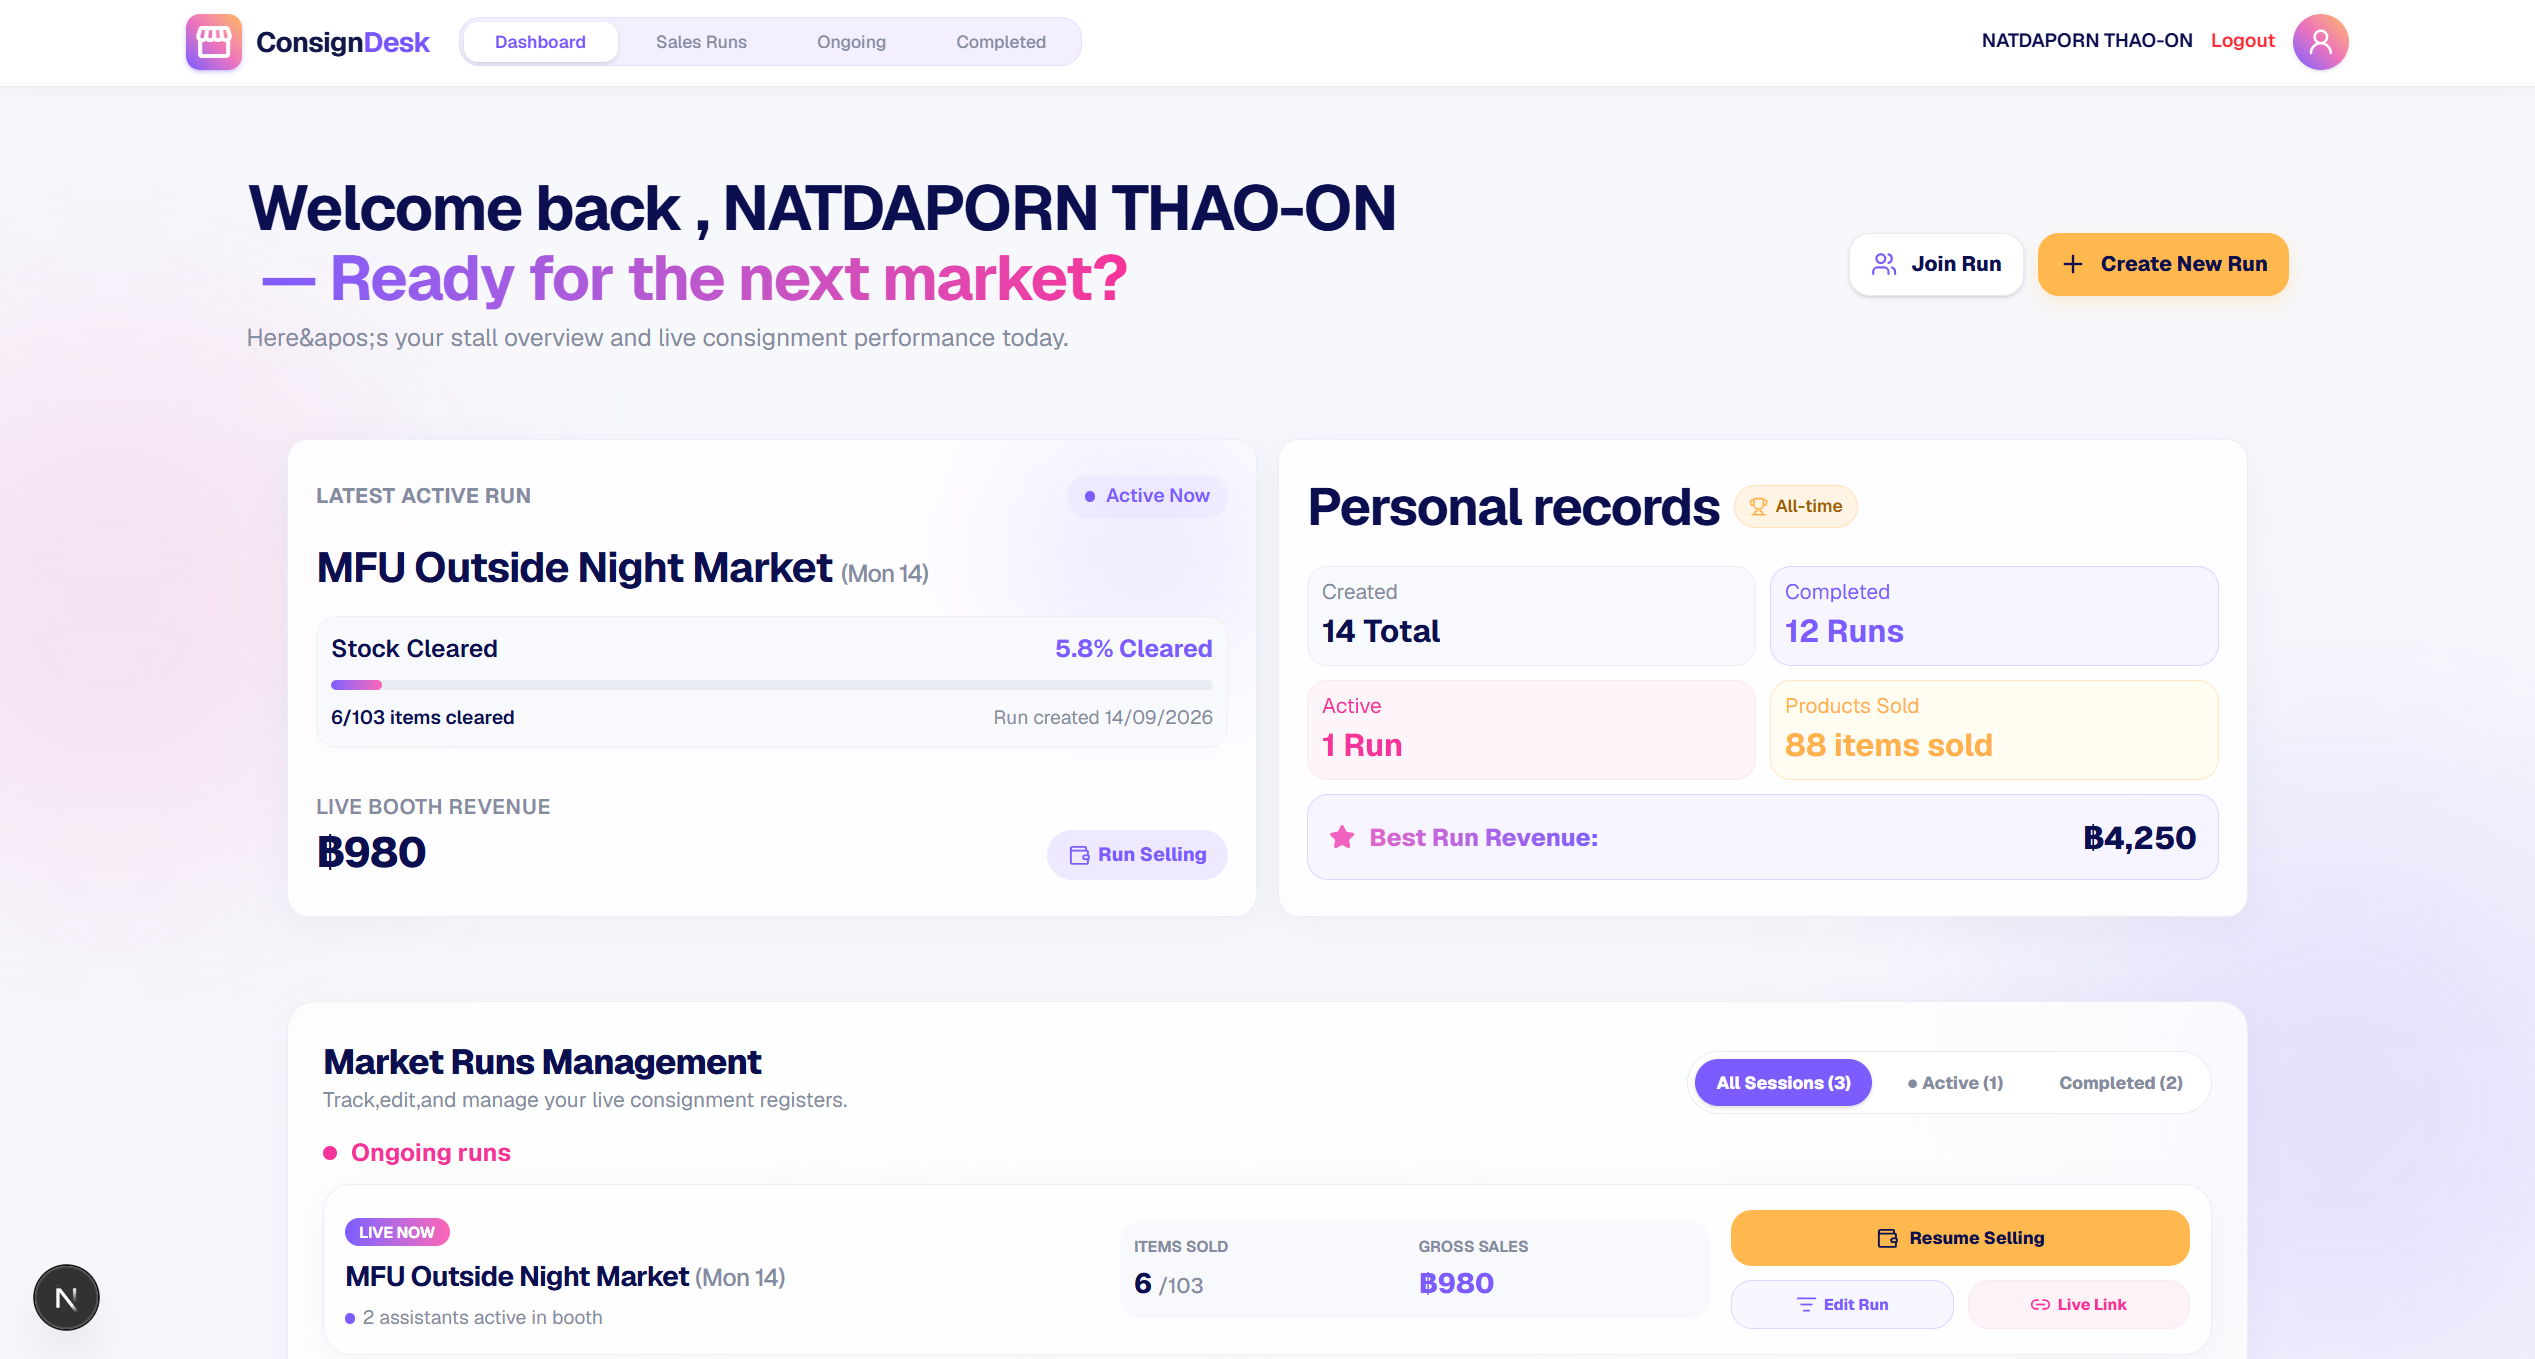 ConsignDesk
Dashboard
Sales Runs
Ongoing
Completed
NATDAPORN THAO-ON
Logout
Welcome back , NATDAPORN THAO-ON
— Ready for the next market?
Here&apos;s your stall overview and live consignment performance today.
Join Run
Create New Run
LATEST ACTIVE RUN
Active Now
MFU Outside Night Market (Mon 14)
Stock Cleared
5.8% Cleared
6/103 items cleared
Run created 14/09/2026
LIVE BOOTH REVENUE
฿980
Run Selling
Personal records
All-time
Created
14 Total
Completed
12 Runs
Active
1 Run
Products Sold
88 items sold
Best Run Revenue:
฿4,250
Market Runs Management
Track,edit,and manage your live consignment registers.
All Sessions (3)
Active (1)
Completed (2)
Ongoing runs
LIVE NOW
MFU Outside Night Market (Mon 14)
2 assistants active in booth
ITEMS SOLD
6 /103
GROSS SALES
฿980
Resume Selling
Edit Run
Live Link
N